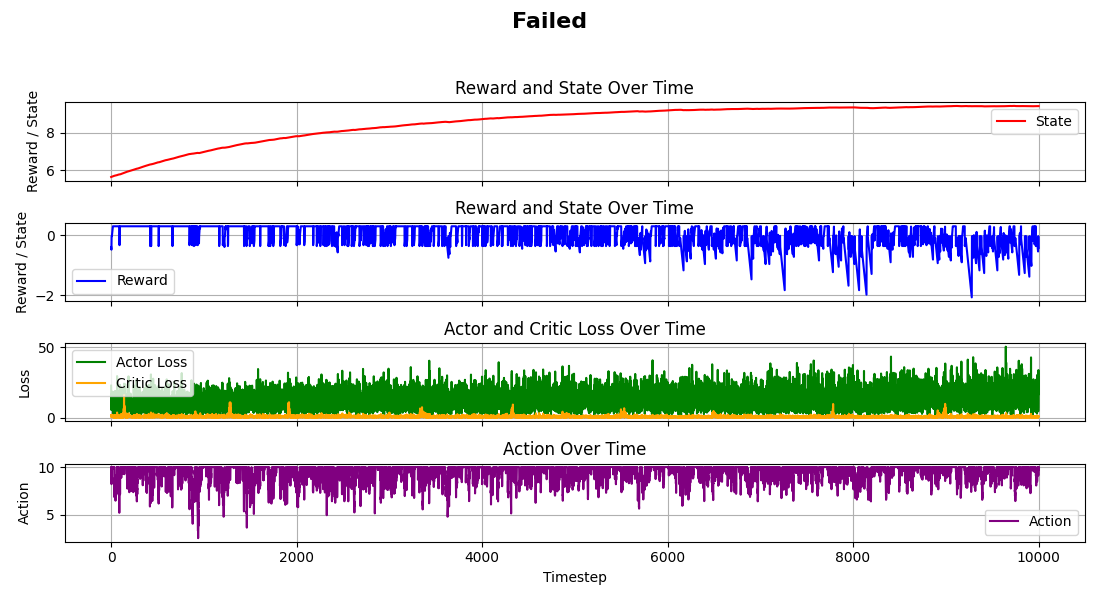 Failed
Reward and State Over Time
Reward / State
8
6
State
Reward and State Over Time
Reward / State
0
−2
Reward
Actor and Critic Loss Over Time
Loss
50
0
Actor Loss
Critic Loss
Action Over Time
Action
10
5
Action
0 2000 4000 6000 8000 10000
Timestep